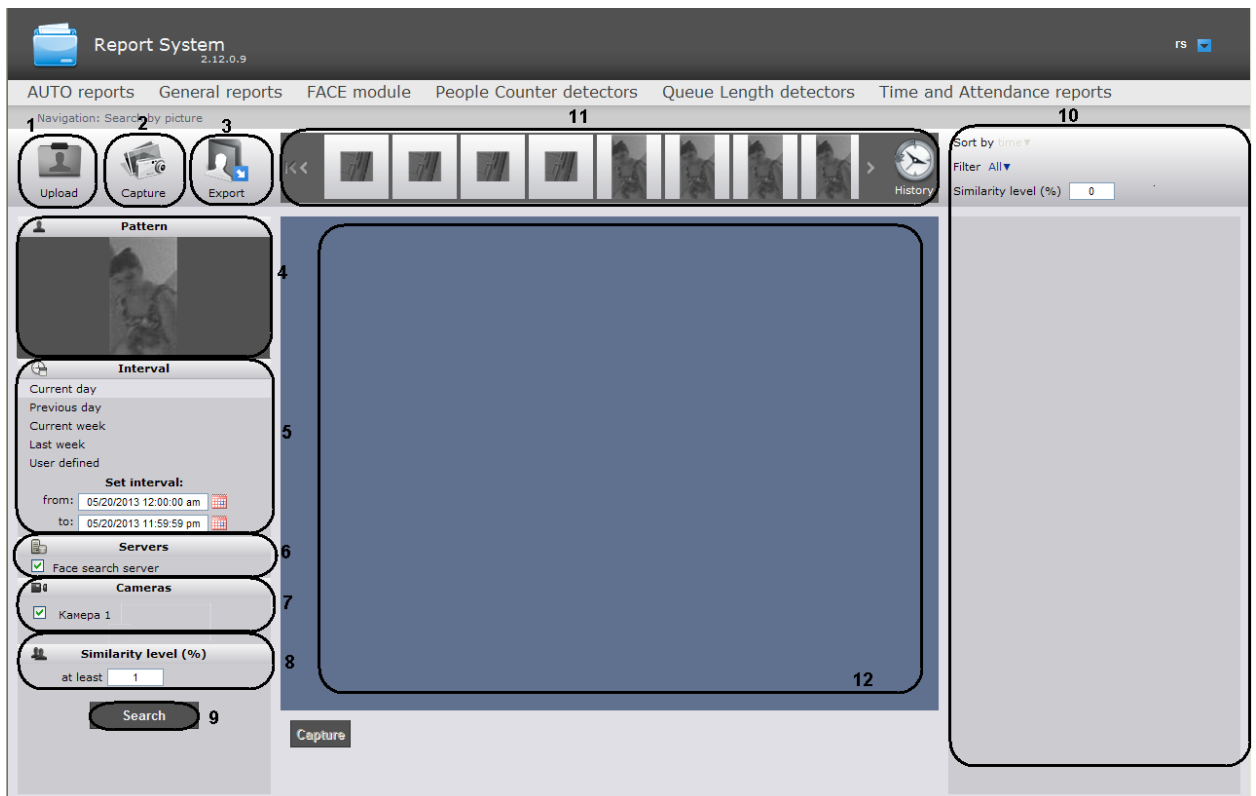 Report System
2.12.0.9
rs
AUTO reports General reports FACE module People Counter detectors Queue Length detectors Time and Attendance reports
Navigation: Search by picture
1
2
3
11
10
Upload
Capture
Export
History
Sort by time
Filter All
Similarity level (%) 0
Pattern
4
Interval
Current day
Previous day
Current week
Last week
User defined
5
Set interval:
from: 05/20/2013 12:00:00 am
to: 05/20/2013 11:59:59 pm
Servers
6
Face search server
Cameras
7
Камера 1
Similarity level (%)
8
at least 1
12
Search
9
Capture